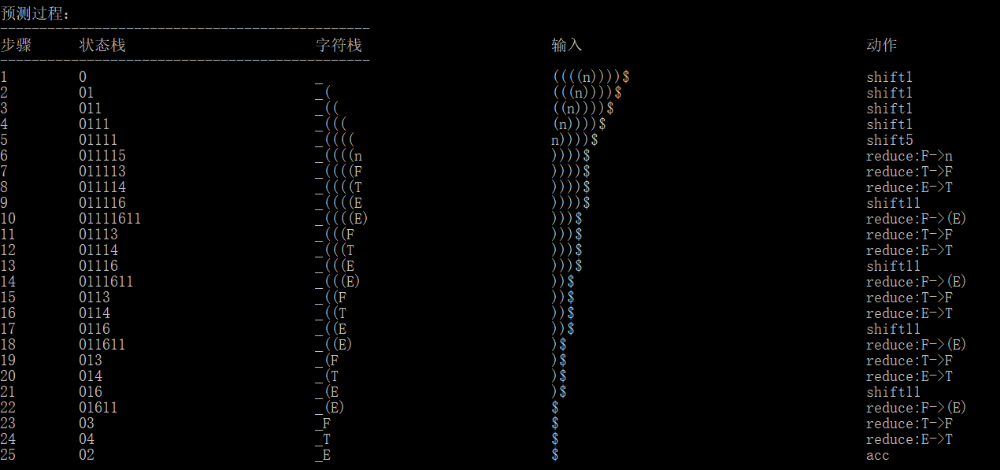 预测过程:
-----------------------------------------------
步骤 状态栈 字符栈 输入 动作
-----------------------------------------------
1 0 _ ((((n))))$ shift1
2 01 _( (((n))))$ shift1
3 011 _(( ((n))))$ shift1
4 0111 _((( (n))))$ shift1
5 01111 _(((( n))))$ shift5
6 011115 _((((n ))))$ reduce:F->n
7 011113 _((((F ))))$ reduce:T->F
8 011114 _((((T ))))$ reduce:E->T
9 011116 _((((E ))))$ shift11
10 01111611 _((((E) )))$ reduce:F->(E)
11 01113 _(((F )))$ reduce:T->F
12 01114 _(((T )))$ reduce:E->T
13 01116 _(((E )))$ shift11
14 0111611 _(((E) ))$ reduce:F->(E)
15 0113 _((F ))$ reduce:T->F
16 0114 _((T ))$ reduce:E->T
17 0116 _((E ))$ shift11
18 011611 _((E) )$ reduce:F->(E)
19 013 _(F )$ reduce:T->F
20 014 _(T )$ reduce:E->T
21 016 _(E )$ shift11
22 01611 _(E) $ reduce:F->(E)
23 03 _F $ reduce:T->F
24 04 _T $ reduce:E->T
25 02 _E $ acc